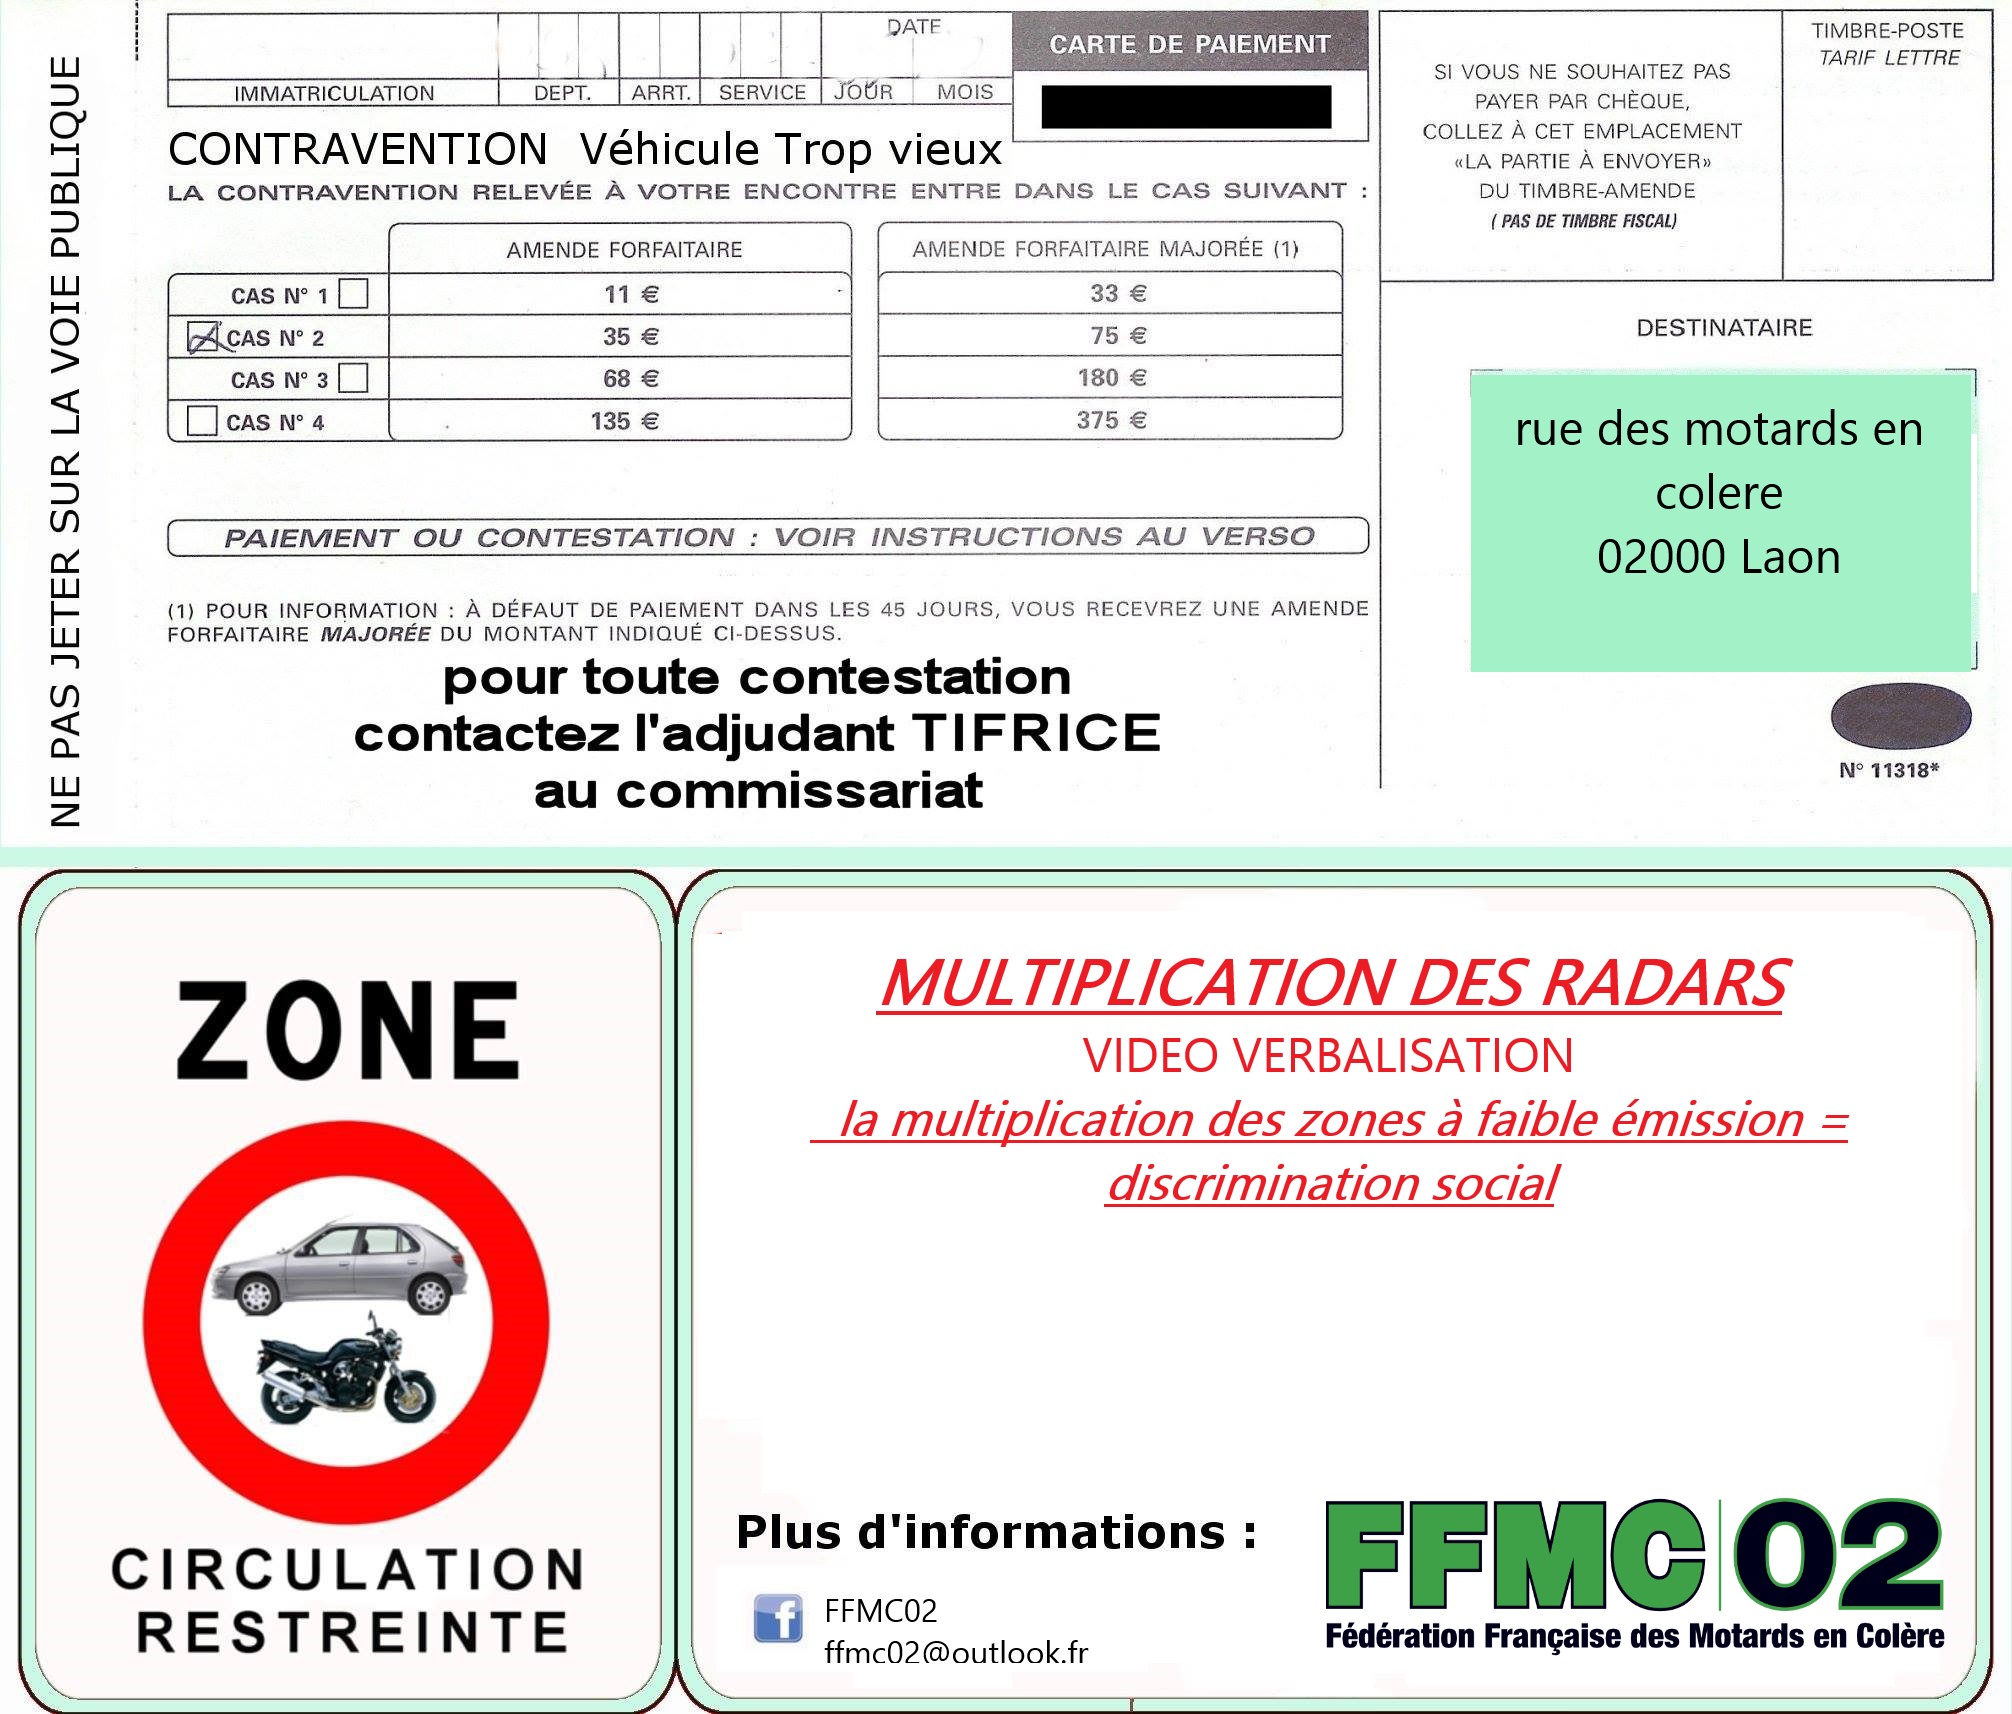 NE PAS JETER SUR LA VOIE PUBLIQUE
DATE
IMMATRICULATION DEPT. ARRT. SERVICE JOUR MOIS
CARTE DE PAIEMENT
CONTRAVENTION Véhicule Trop vieux
LA CONTRAVENTION RELEVÉE À VOTRE ENCONTRE ENTRE DANS LE CAS SUIVANT :
AMENDE FORFAITAIRE AMENDE FORFAITAIRE MAJORÉE (1)
CAS N° 1 11 € 33 €
CAS N° 2 35 € 75 €
CAS N° 3 68 € 180 €
CAS N° 4 135 € 375 €
PAIEMENT OU CONTESTATION : VOIR INSTRUCTIONS AU VERSO
(1) POUR INFORMATION : À DÉFAUT DE PAIEMENT DANS LES 45 JOURS, VOUS RECEVREZ UNE AMENDE
FORFAITAIRE MAJORÉE DU MONTANT INDIQUÉ CI-DESSUS.
pour toute contestation
contactez l'adjudant TIFRICE
au commissariat
SI VOUS NE SOUHAITEZ PAS
PAYER PAR CHÈQUE,
COLLEZ À CET EMPLACEMENT
«LA PARTIE À ENVOYER»
DU TIMBRE-AMENDE
( PAS DE TIMBRE FISCAL)
TIMBRE-POSTE
TARIF LETTRE
DESTINATAIRE
rue des motards en
colere
02000 Laon
N° 11318*
ZONE
CIRCULATION
RESTREINTE
MULTIPLICATION DES RADARS
VIDEO VERBALISATION
la multiplication des zones à faible émission =
discrimination social
Plus d'informations :
f
FFMC02
ffmc02@outlook.fr
FFMC 02
Fédération Française des Motards en Colère